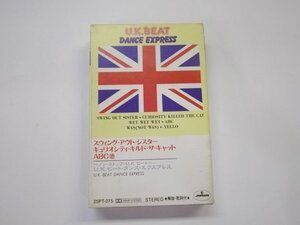 U.K. BEAT
DANCE EXPRESS
SWING OUT SISTER • CURIOSITY KILLED THE CAT
WET WET WET • ABC
WAS (NOT WAS) • YELLO
スウィング・アウト・シスター
キュリオシティ・キルド・ザ・キャット
ABC他
U.K.ビート・ダンス・エクスプレス
U.K. BEAT DANCE EXPRESS
25PT-275
STEREO